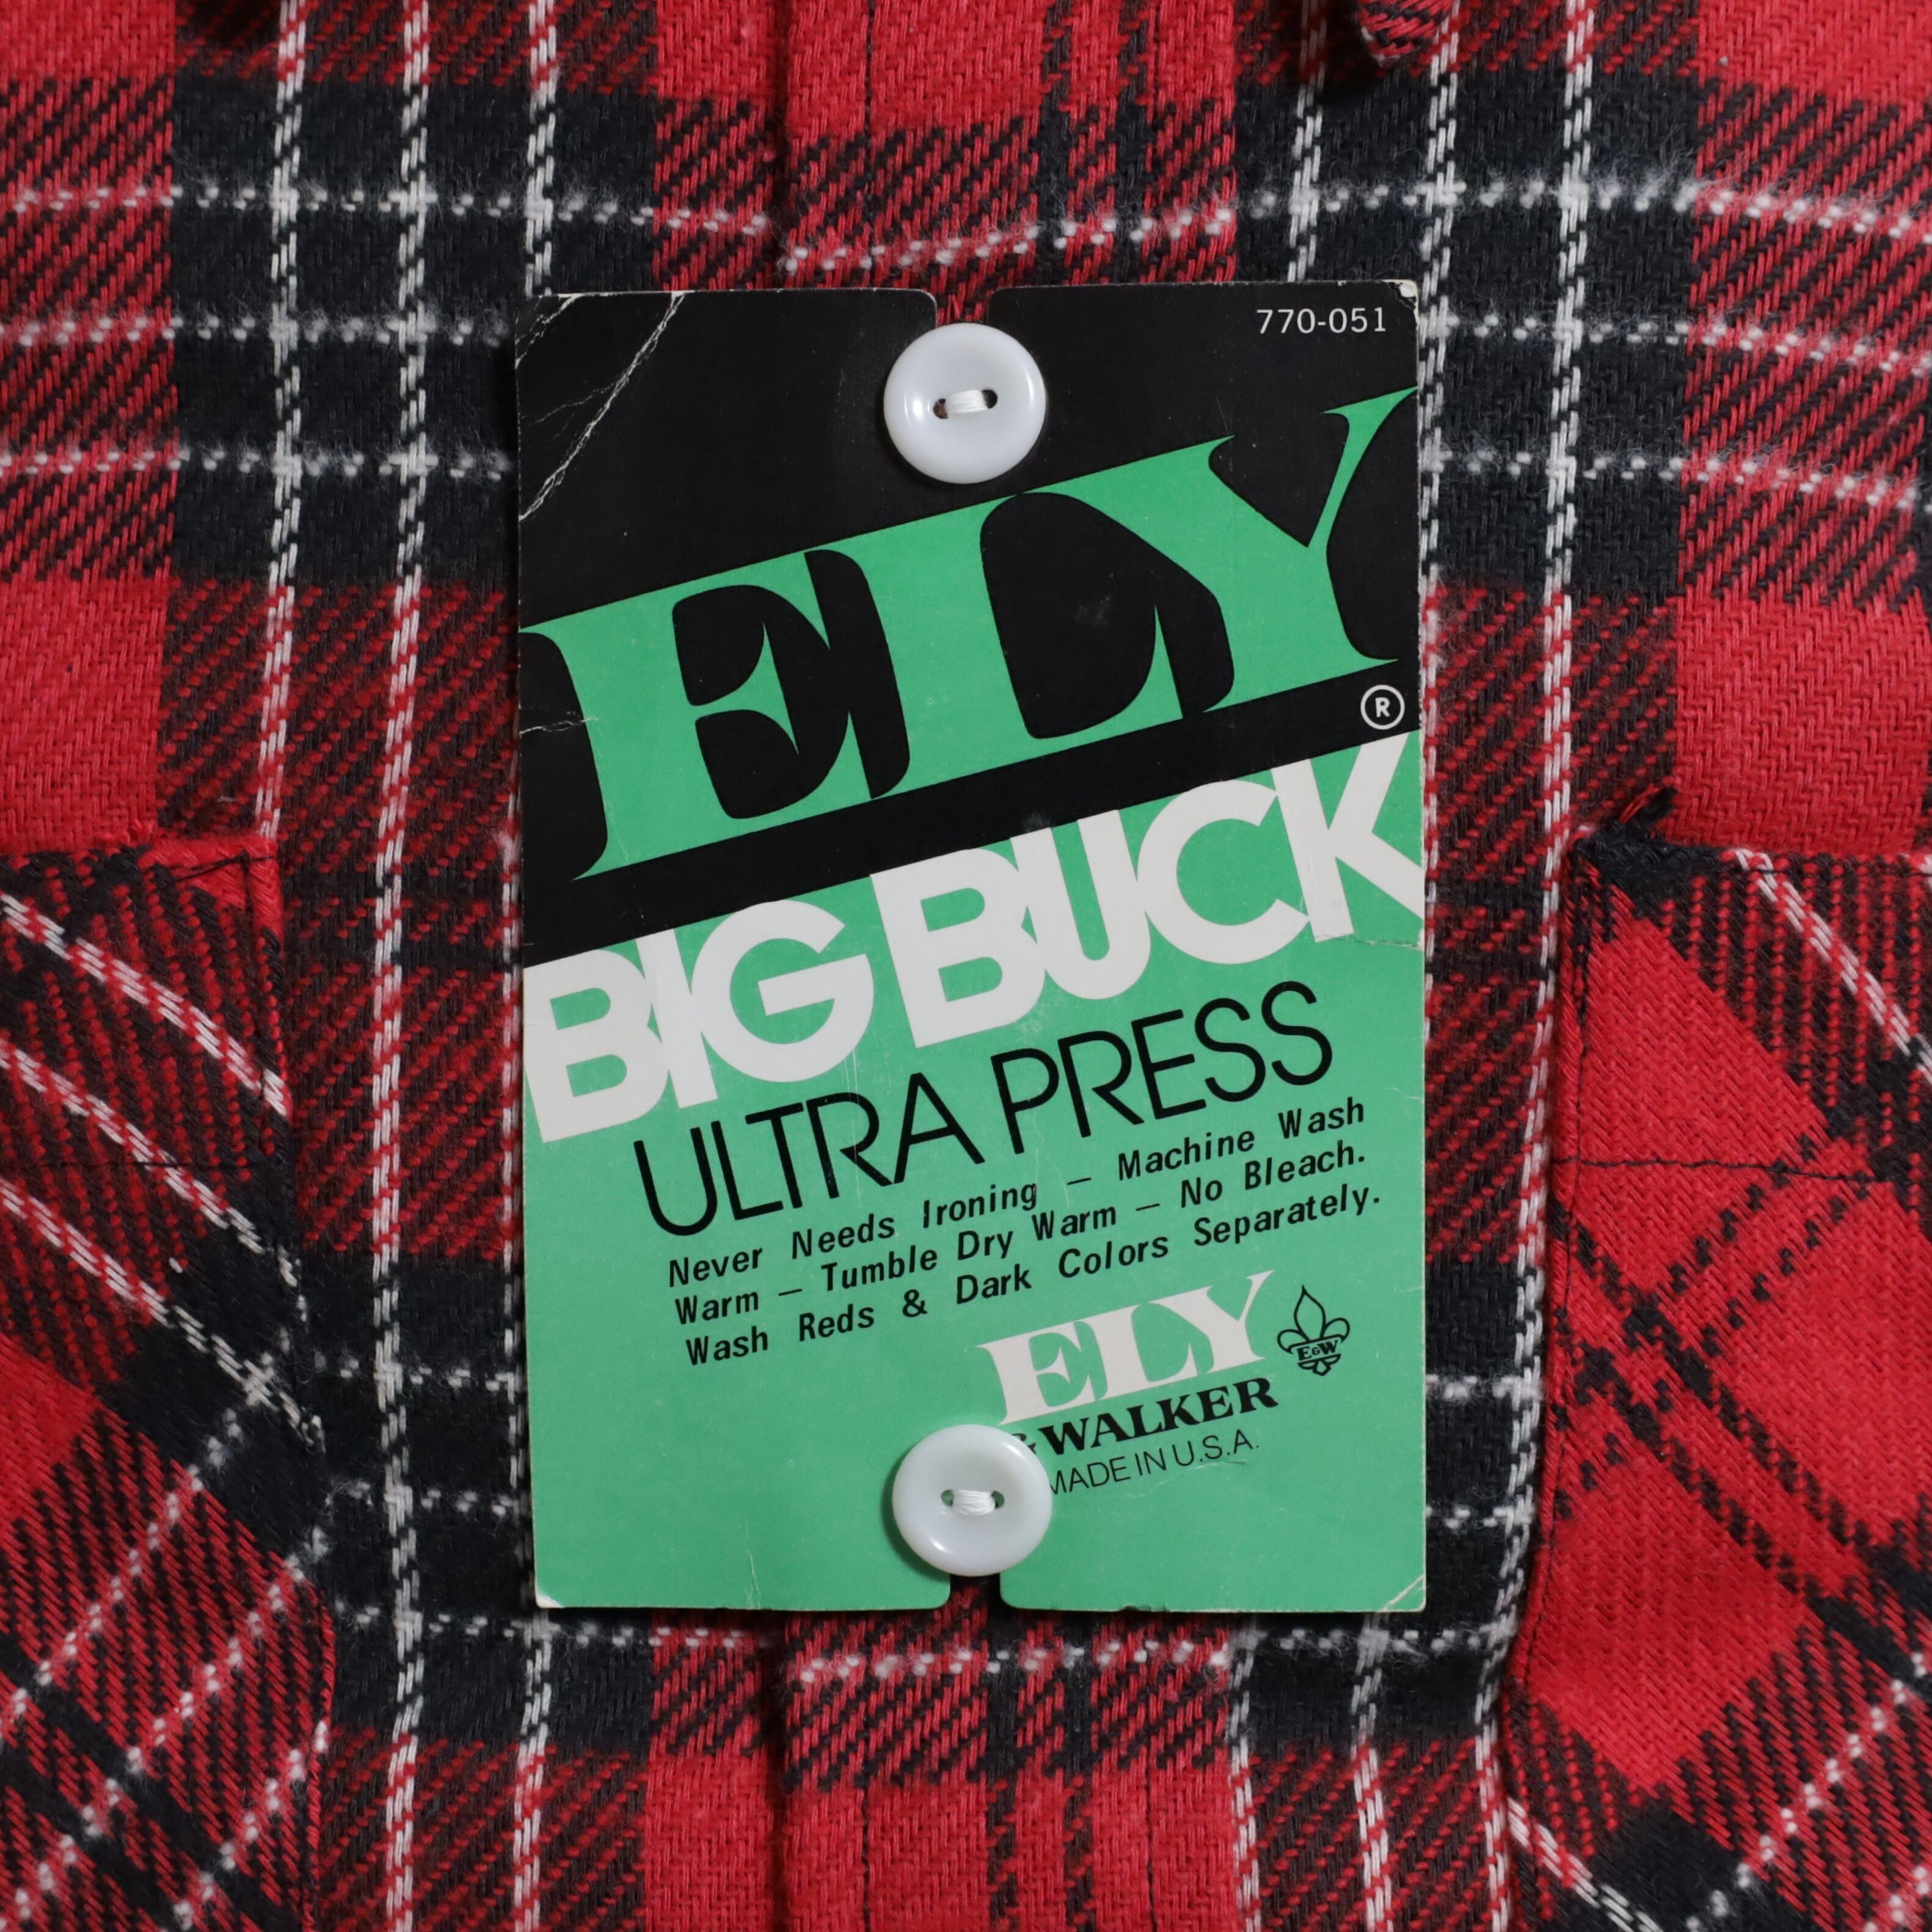 770-051
ELY®
BIG BUCK
ULTRA PRESS
Never Needs Ironing – Machine Wash
Warm – Tumble Dry Warm – No Bleach.
Wash Reds & Dark Colors Separately.
ELY
E&W
& WALKER
MADE IN U.S.A.